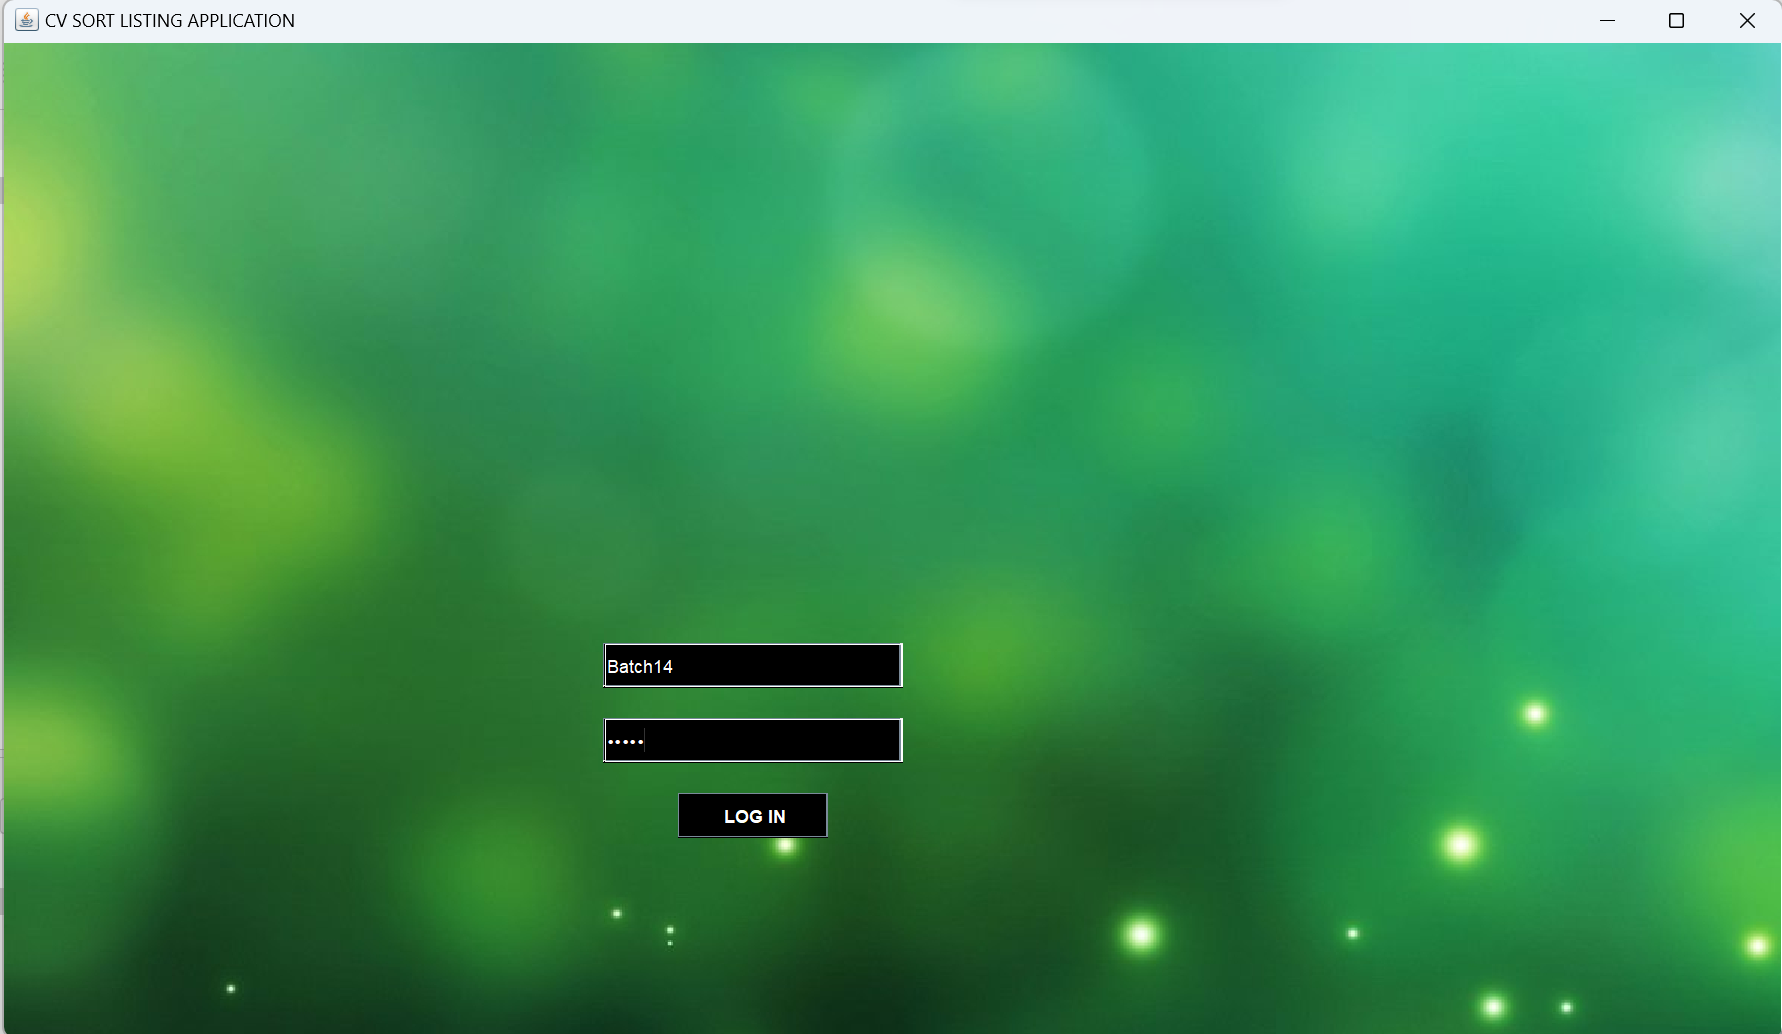 CV SORT LISTING APPLICATION
Batch14
•••••
LOG IN